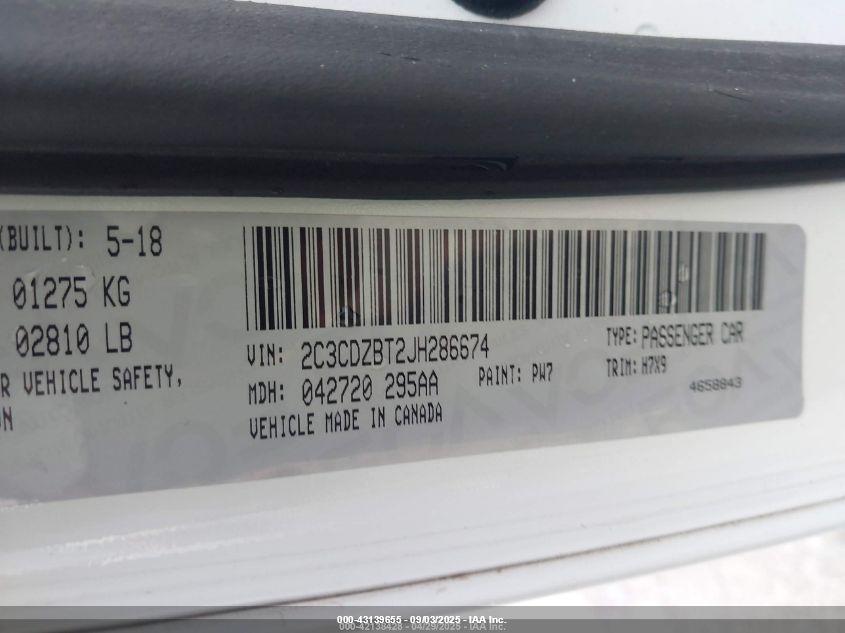 (BUILT): 5-18
01275 KG
02810 LB
R VEHICLE SAFETY,
ON
VIN: 2C3CDZBT2JH286674
TYPE: PASSENGER CAR
MDH: 042720 295AA
PAINT: PW7
TRIM: H7X9
VEHICLE MADE IN CANADA
4658843
000-43139655 - 09/03/2025 - IAA Inc.
000-42138428 - 04/29/2025 - IAA Inc.